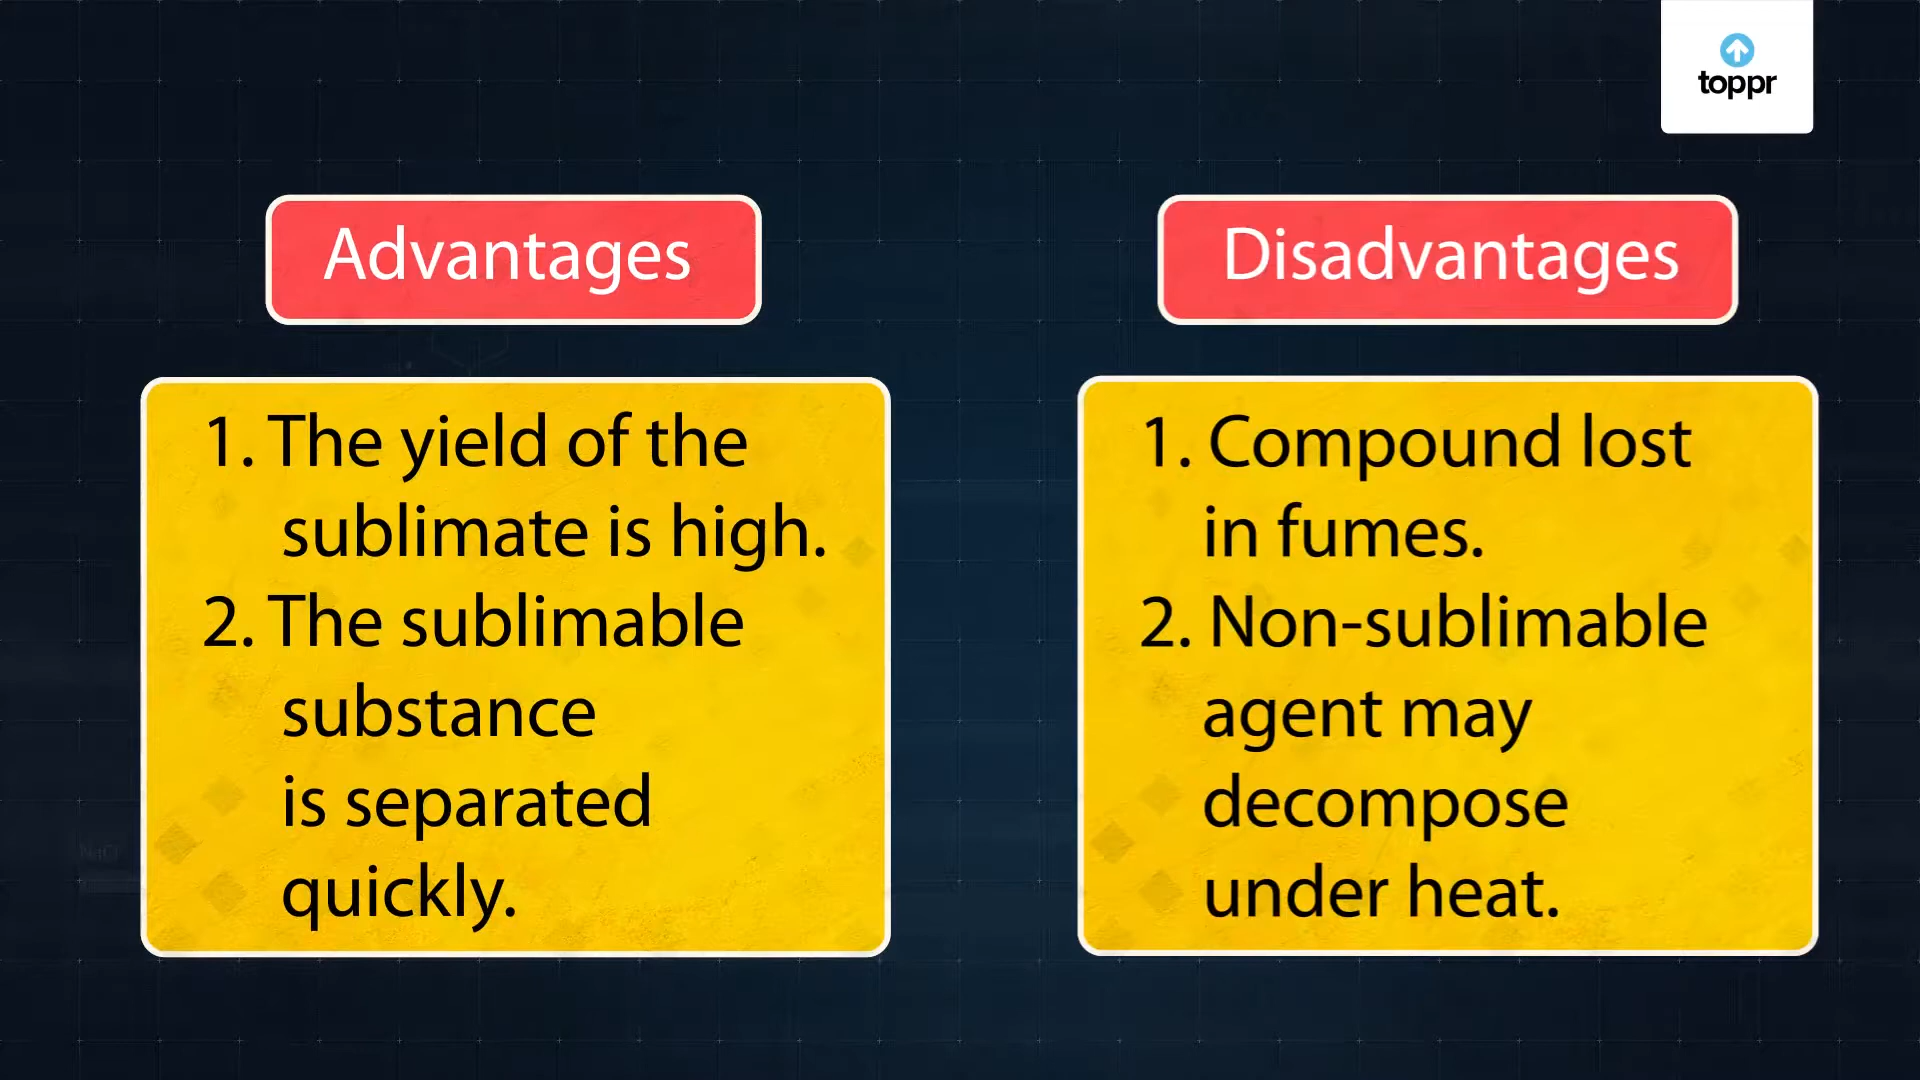 toppr
Advantages
1. The yield of the
sublimate is high.
2. The sublimable
substance
is separated
quickly.
Disadvantages
1. Compound lost
in fumes.
2. Non-sublimable
agent may
decompose
under heat.